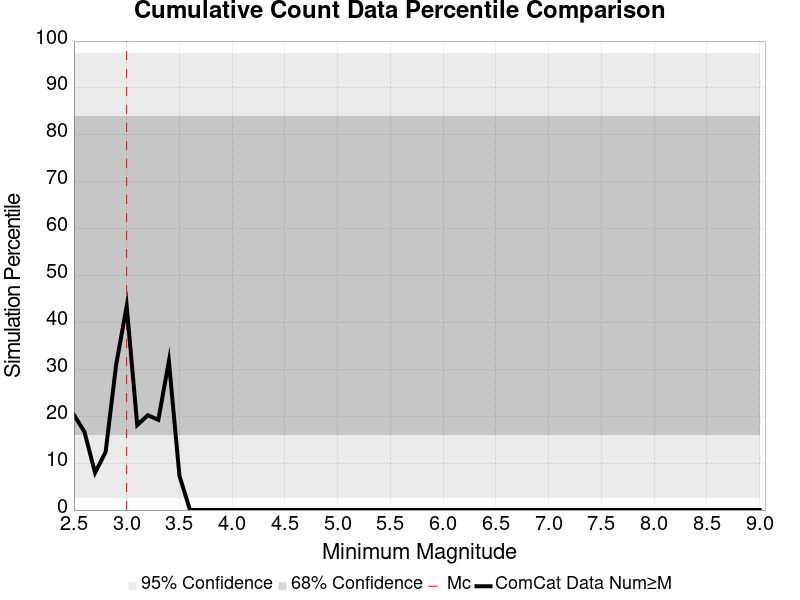 Cumulative Count Data Percentile Comparison
100
90
80
70
60
50
40
30
20
10
0
Simulation Percentile
2.5 3.0 3.5 4.0 4.5 5.0 5.5 6.0 6.5 7.0 7.5 8.0 8.5 9.0
Minimum Magnitude
95% Confidence 68% Confidence Mc ComCat Data Num≥M